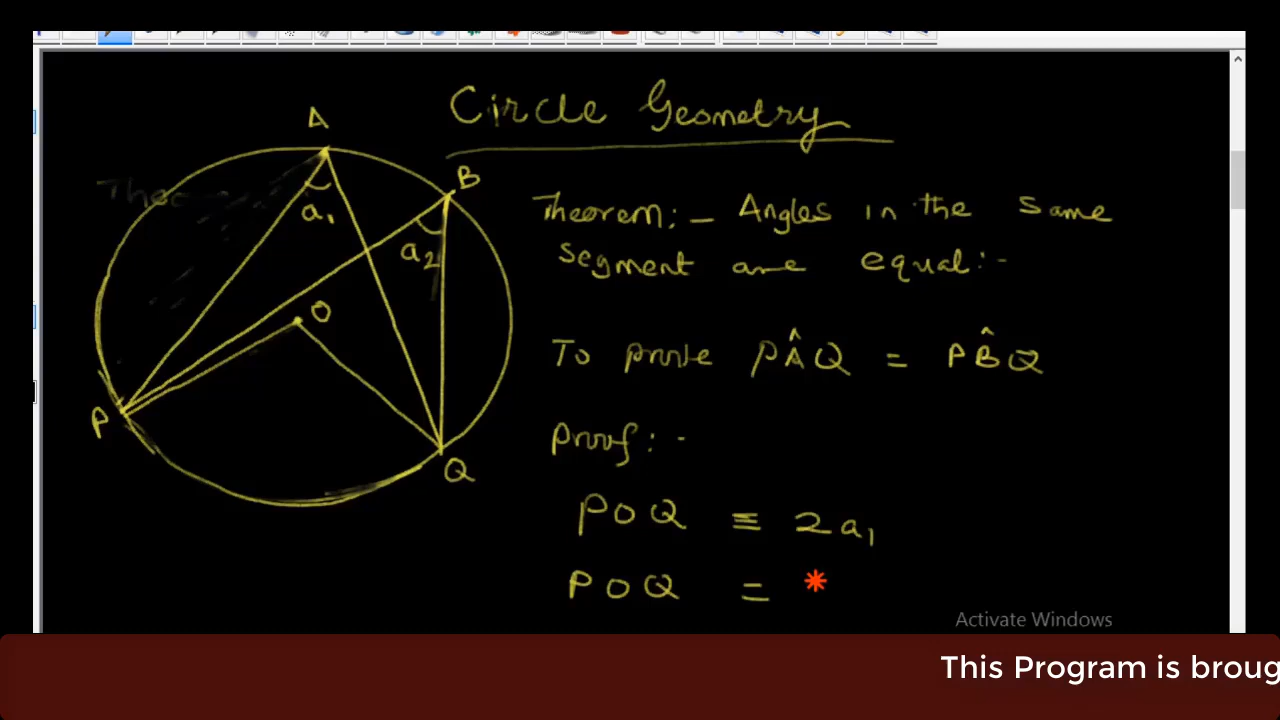 Circle Geometry
A
B
a1
a2
O
P
Q
Theorem:- Angles in the same
segment are equal:-
To prove PÂQ = PB̂Q
Proof:-
POQ ≡ 2a1
POQ =
Activate Windows
This Program is broug